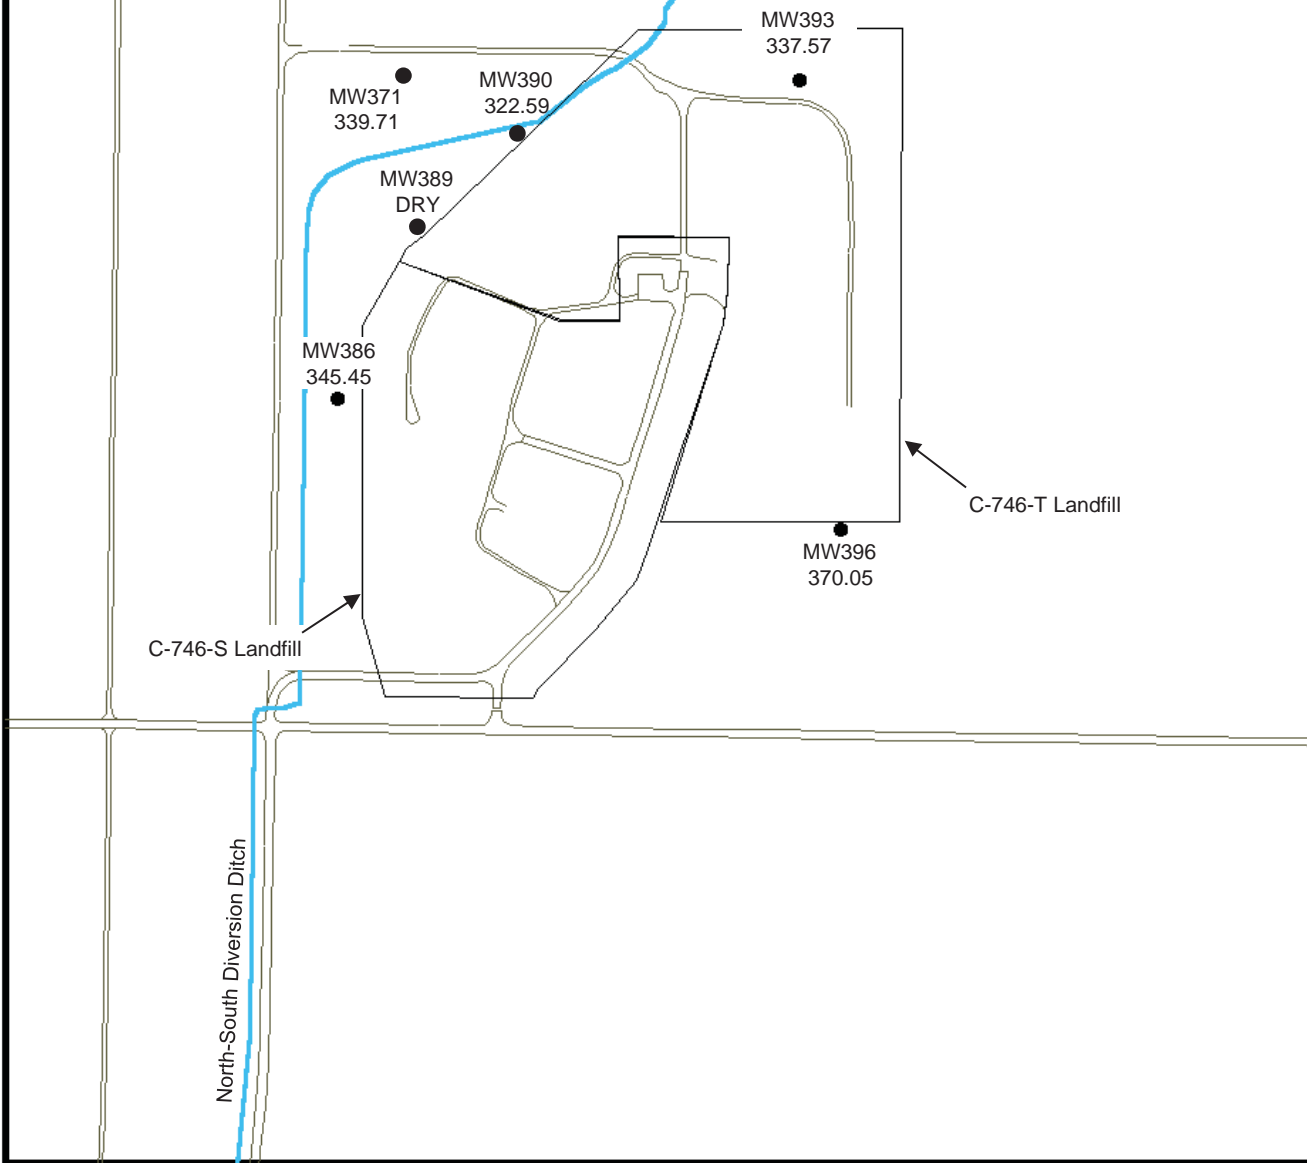 MW393
337.57
MW390
322.59
MW371
339.71
MW389
DRY
MW386
345.45
C-746-T Landfill
MW396
370.05
C-746-S Landfill
North-South Diversion Ditch